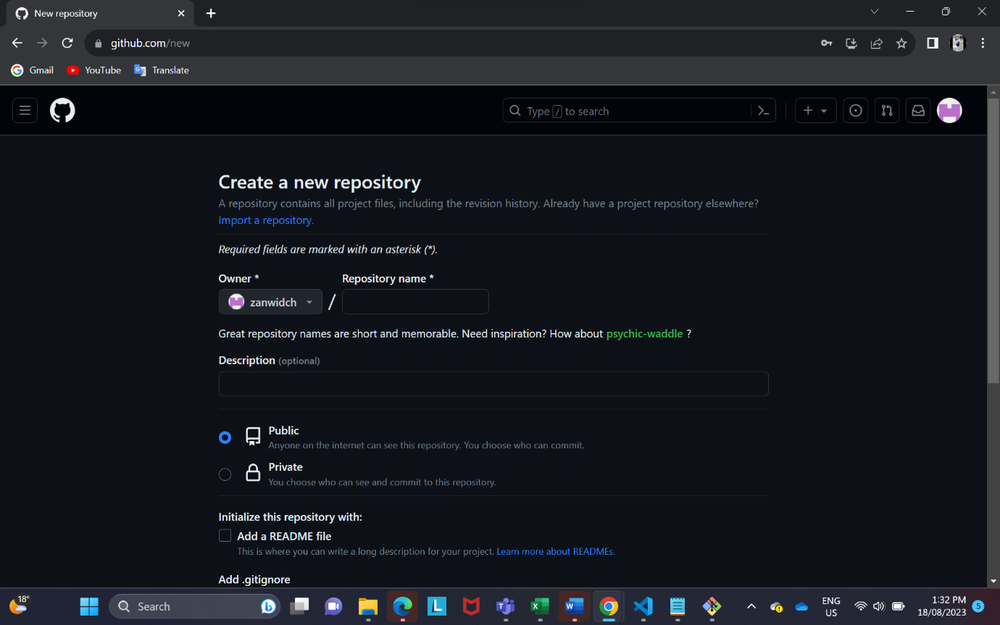 New repository
github.com/new
Gmail YouTube Translate
Type / to search
Create a new repository
A repository contains all project files, including the revision history. Already have a project repository elsewhere?
Import a repository.
Required fields are marked with an asterisk (*).
Owner * Repository name *
zanwidch /
Great repository names are short and memorable. Need inspiration? How about psychic-waddle ?
Description (optional)
Public
Anyone on the internet can see this repository. You choose who can commit.
Private
You choose who can see and commit to this repository.
Initialize this repository with:
Add a README file
This is where you can write a long description for your project. Learn more about READMEs.
Add .gitignore
18° Search ENG 1:32 PM
US 18/08/2023 5